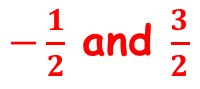 − 1/2 and 3/2